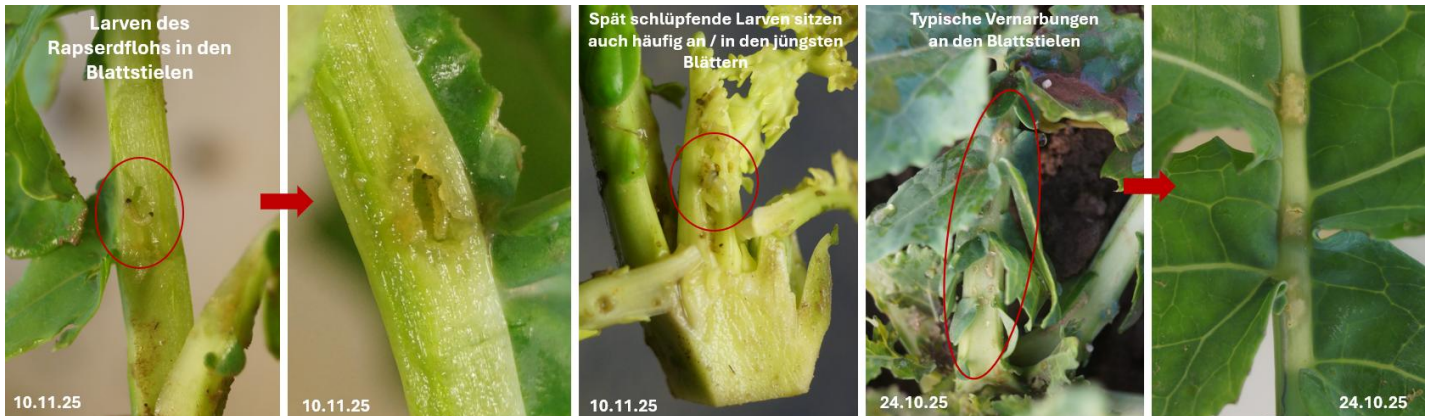 Larven des
Rapserdflohs in den
Blattstielen
10.11.25
10.11.25
Spät schlüpfende Larven sitzen
auch häufig an / in den jüngsten
Blättern
10.11.25
Typische Vernarbungen
an den Blattstielen
24.10.25
24.10.25